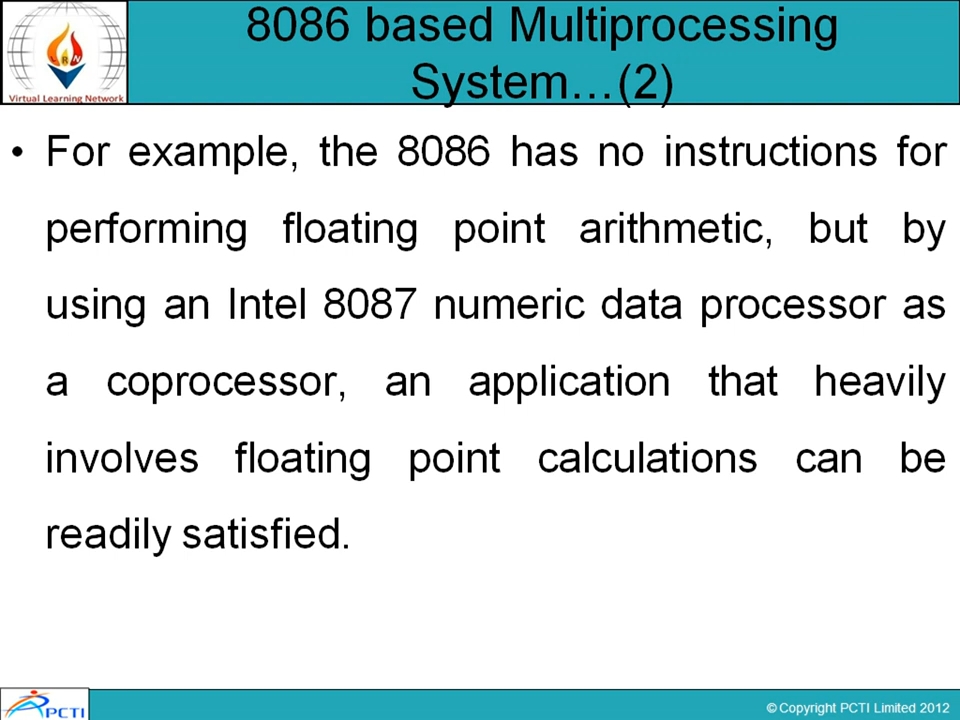 8086 based Multiprocessing
System…(2)
Virtual Learning Network
• For example, the 8086 has no instructions for
performing floating point arithmetic, but by
using an Intel 8087 numeric data processor as
a coprocessor, an application that heavily
involves floating point calculations can be
readily satisfied.
PCTI
© Copyright PCTI Limited 2012